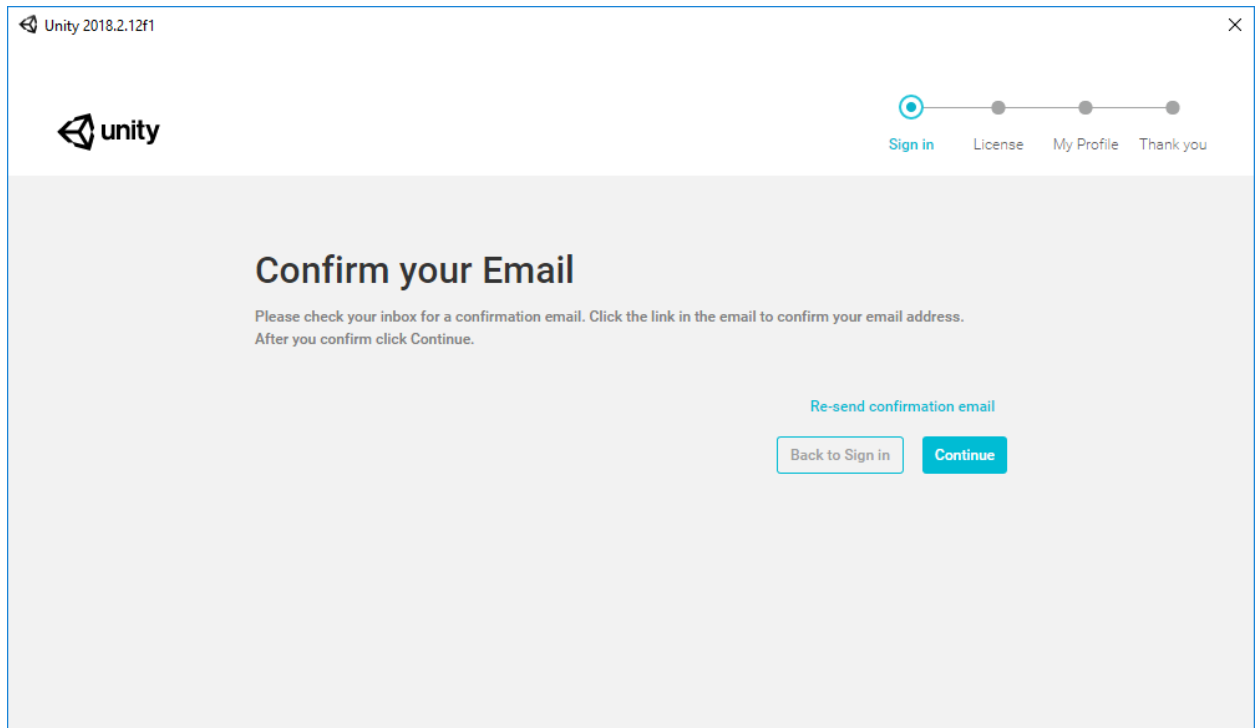 Unity 2018.2.12f1
unity
Sign in License My Profile Thank you
Confirm your Email
Please check your inbox for a confirmation email. Click the link in the email to confirm your email address.
After you confirm click Continue.
Re-send confirmation email
Back to Sign in Continue